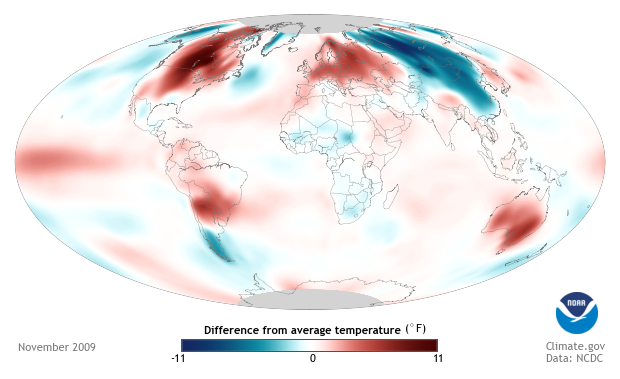 Difference from average temperature (°F)
-11 0 11
November 2009
NOAA
Climate.gov
Data: NCDC